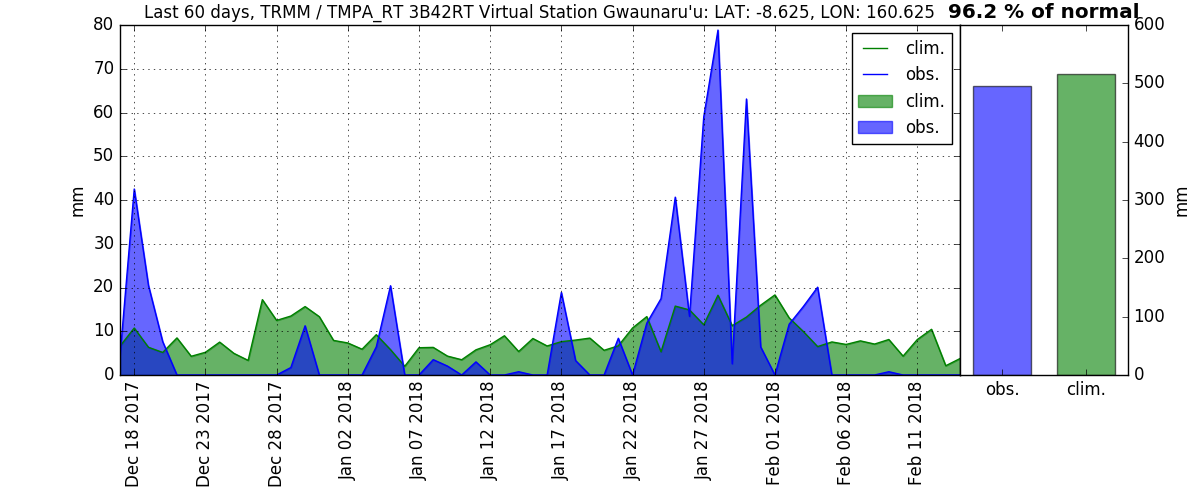 Last 60 days, TRMM / TMPA_RT 3B42RT Virtual Station Gwaunaru'u: LAT: -8.625, LON: 160.625 96.2 % of normal
mm
80
70
60
50
40
30
20
10
0
clim.
obs.
clim.
obs.
Dec 18 2017
Dec 23 2017
Dec 28 2017
Jan 02 2018
Jan 07 2018
Jan 12 2018
Jan 17 2018
Jan 22 2018
Jan 27 2018
Feb 01 2018
Feb 06 2018
Feb 11 2018
600
500
400
300
200
100
0
mm
obs. clim.